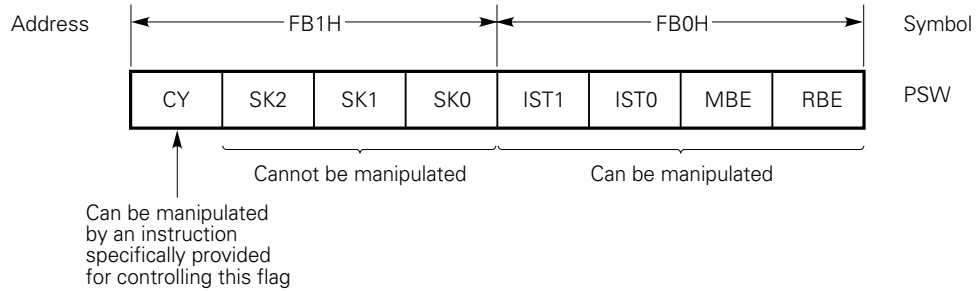 Address FB1H FB0H Symbol
CY SK2 SK1 SK0 IST1 IST0 MBE RBE PSW
Cannot be manipulated Can be manipulated
Can be manipulated
by an instruction
specifically provided
for controlling this flag